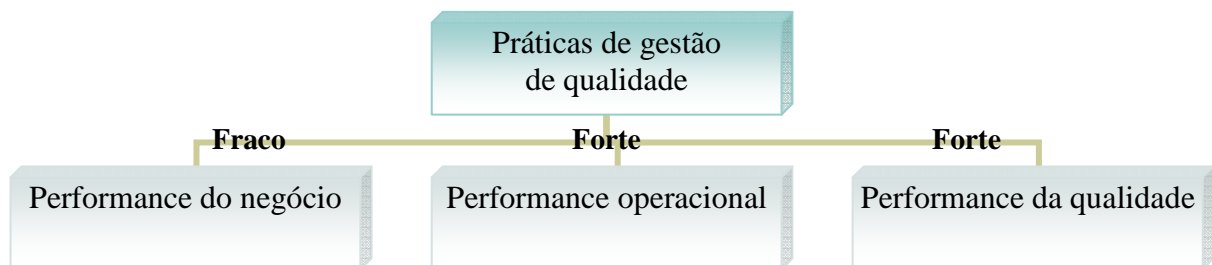 Práticas de gestão
de qualidade
Fraco
Forte
Forte
Performance do negócio
Performance operacional
Performance da qualidade